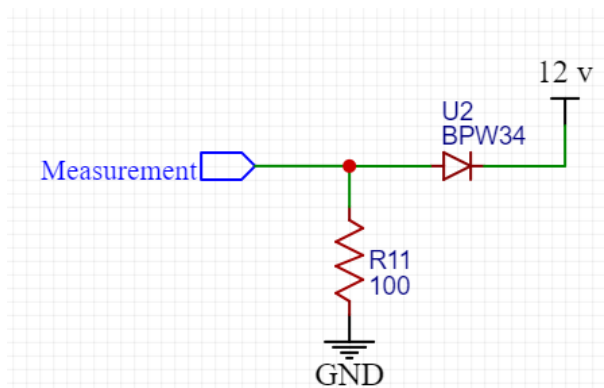 12 v
U2
BPW34
Measurement
R11
100
GND